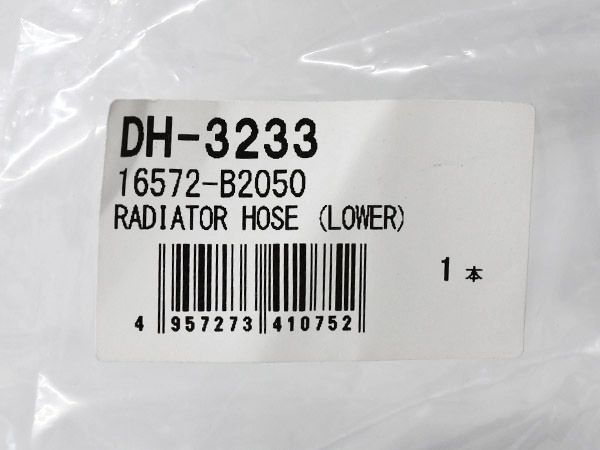 DH-3233
16572-B2050
RADIATOR HOSE (LOWER)
1 本
4 957273 410752